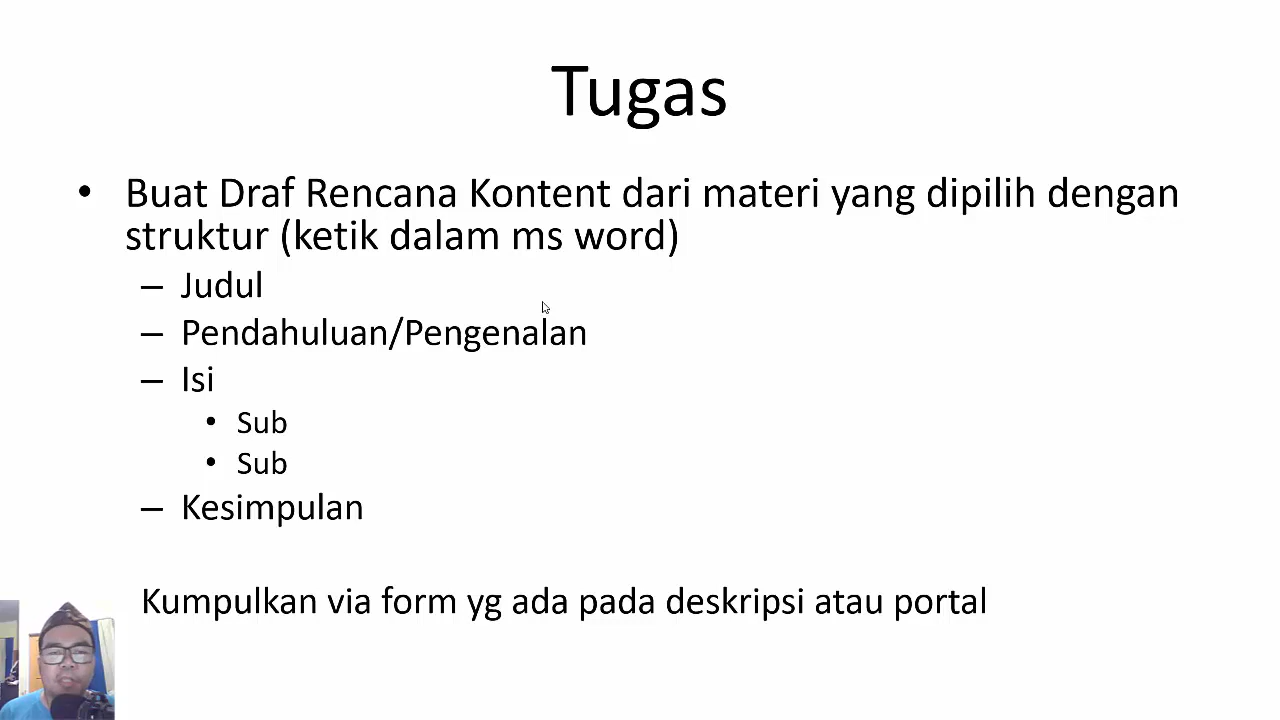 Tugas
• Buat Draf Rencana Kontent dari materi yang dipilih dengan
struktur (ketik dalam ms word)
– Judul
– Pendahuluan/Pengenalan
– Isi
• Sub
• Sub
– Kesimpulan
Kumpulkan via form yg ada pada deskripsi atau portal